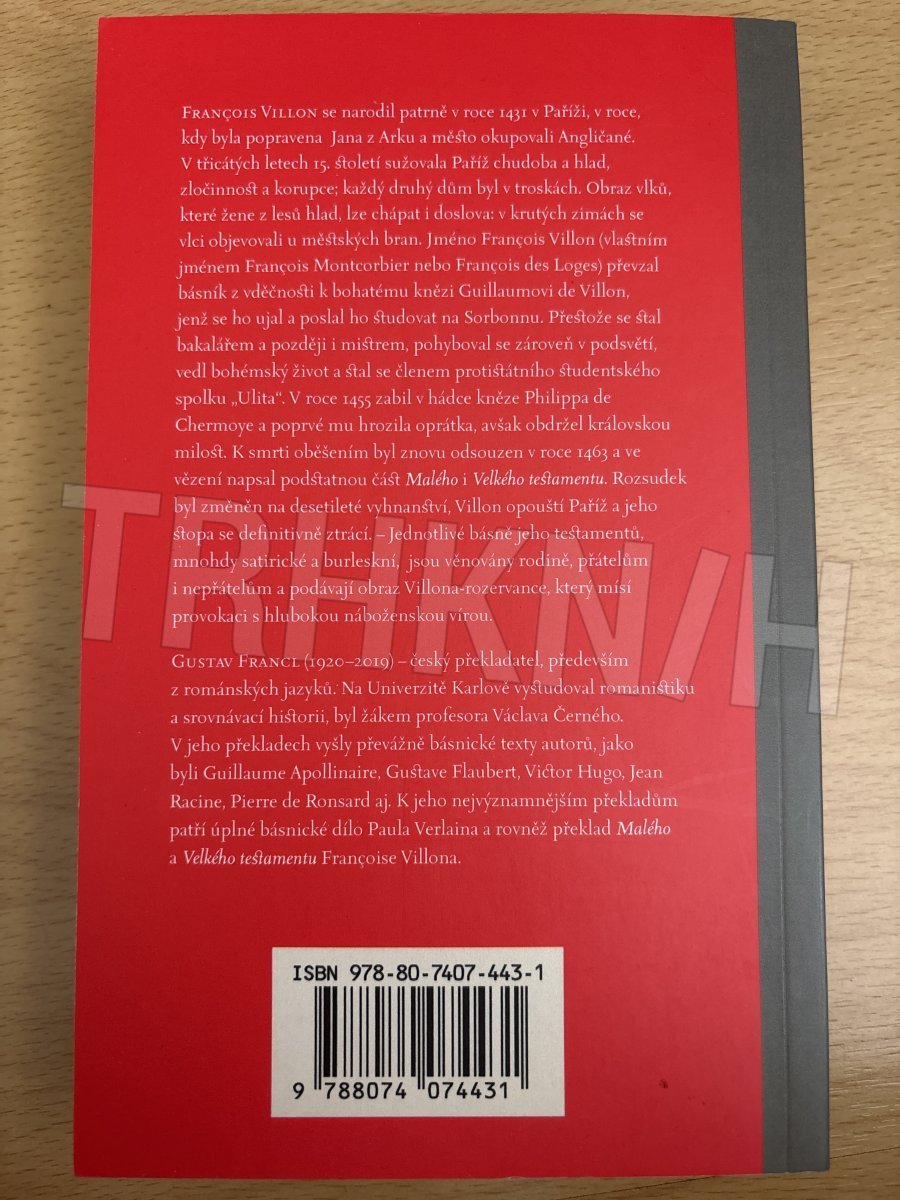 François Villon se narodil patrně v roce 1431 v Paříži, v roce,
kdy byla popravena Jana z Arku a město okupovali Angličané.
V třicátých letech 15. století sužovala Paříž chudoba a hlad,
zločinnost a korupce; každý druhý dům byl v troskách. Obraz vlků,
které žene z lesů hlad, lze chápat i doslova: v krutých zimách se
vlci objevovali u městských bran. Jméno François Villon (vlastním
jménem François Montcorbier nebo François des Loges) převzal
básník z vděčnosti k bohatému knězi Guillaumovi de Villon,
jenž se ho ujal a poslal ho studovat na Sorbonnu. Přestože se stal
bakalářem a později i mistrem, pohyboval se zároveň v podsvětí,
vedl bohémský život a stal se členem protistátního studentského
spolku „Ulita“. V roce 1455 zabil v hádce kněze Philippa de
Chermoye a poprvé mu hrozila oprátka, avšak obdržel královskou
milost. K smrti oběšením byl znovu odsouzen v roce 1463 a ve
vězení napsal podstatnou část Malého i Velkého testamentu. Rozsudek
byl změněn na desetileté vyhnanství, Villon opouští Paříž a jeho
stopa se definitivně ztrácí. – Jednotlivé básně jeho testamentů,
mnohdy satirické a burleskní, jsou věnovány rodině, přátelům
i nepřátelům a podávají obraz Villona-rozervance, který mísí
provokaci s hlubokou náboženskou vírou.
Gustav Francl (1920–2019) – český překladatel, především
z románských jazyků. Na Univerzitě Karlově vystudoval romanistiku
a srovnávací historii, byl žákem profesora Václava Černého.
V jeho překladech vyšly převážně básnické texty autorů, jako
byli Guillaume Apollinaire, Gustave Flaubert, Victor Hugo, Jean
Racine, Pierre de Ronsard aj. K jeho nejvýznamnějším překladům
patří úplné básnické dílo Paula Verlaina a rovněž překlad Malého
a Velkého testamentu Françoise Villona.
ISBN 978-80-7407-443-1
9 788074 074431
TRHKNIH